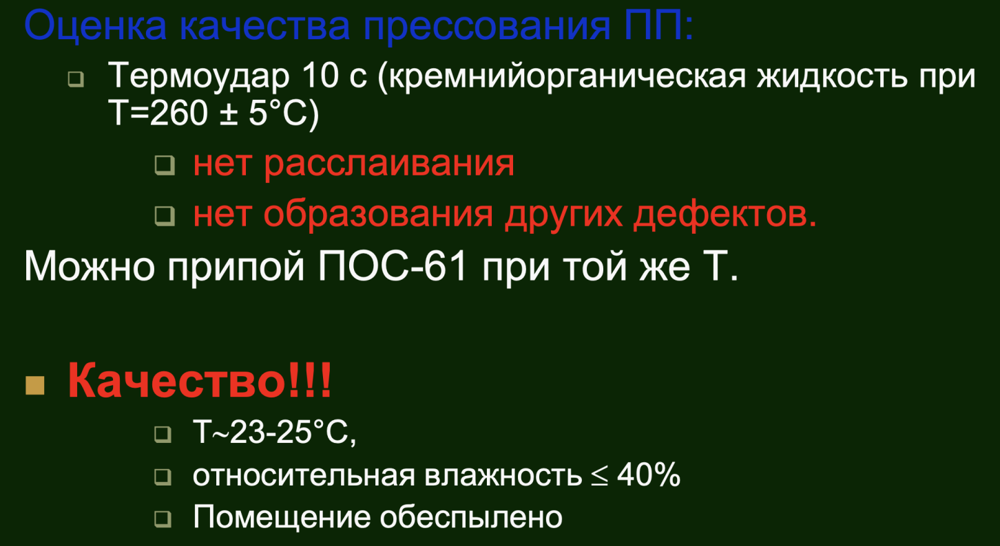 Оценка качества прессования ПП:
Термоудар 10 с (кремнийорганическая жидкость при
Т=260 ± 5°С)
нет расслаивания
нет образования других дефектов.
Можно припой ПОС-61 при той же Т.
Качество!!!
Т~23-25°С,
относительная влажность ≤ 40%
Помещение обеспылено